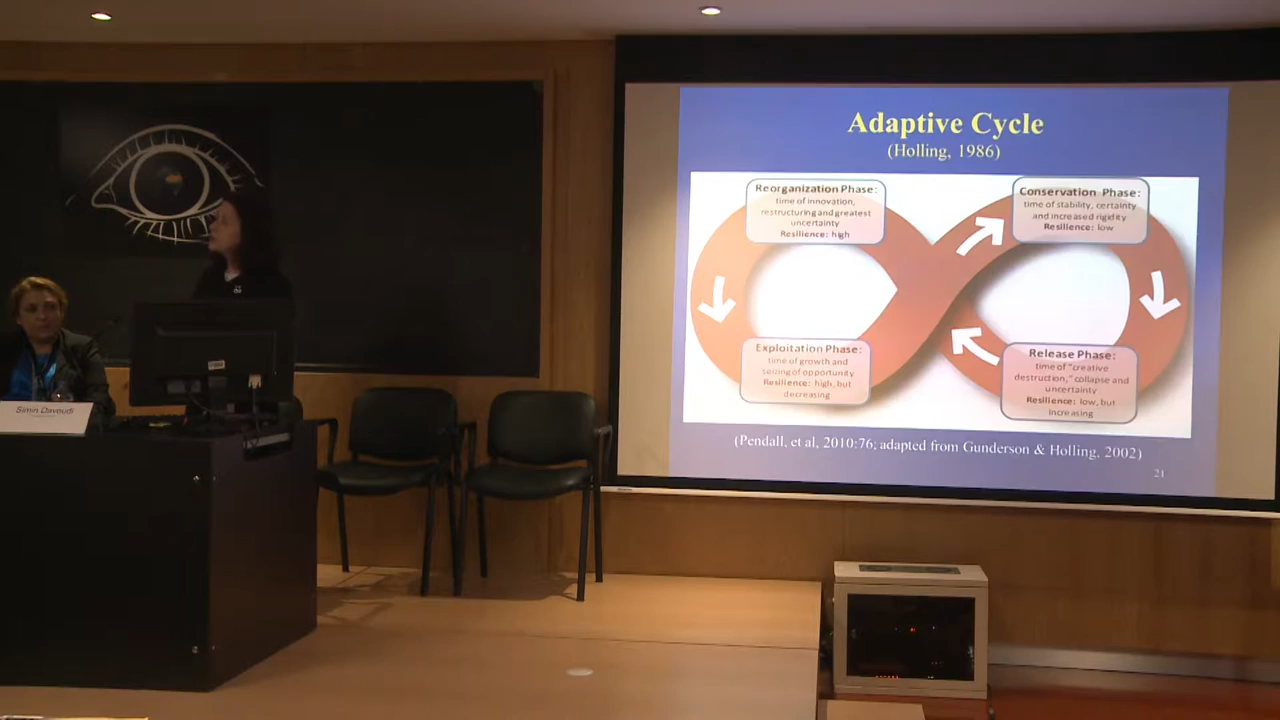 Adaptive Cycle
(Holling, 1986)
Reorganization Phase:
time of innovation,
restructuring and greatest
uncertainty
Resilience: high
Conservation Phase:
time of stability, certainty
and increased rigidity
Resilience: low
Exploitation Phase:
time of growth and
seizing of opportunity
Resilience: high, but
decreasing
Release Phase:
time of "creative
destruction," collapse and
uncertainty
Resilience: low, but
increasing
(Pendall, et al, 2010:76; adapted from Gunderson & Holling, 2002)
21
Simin Davoudi